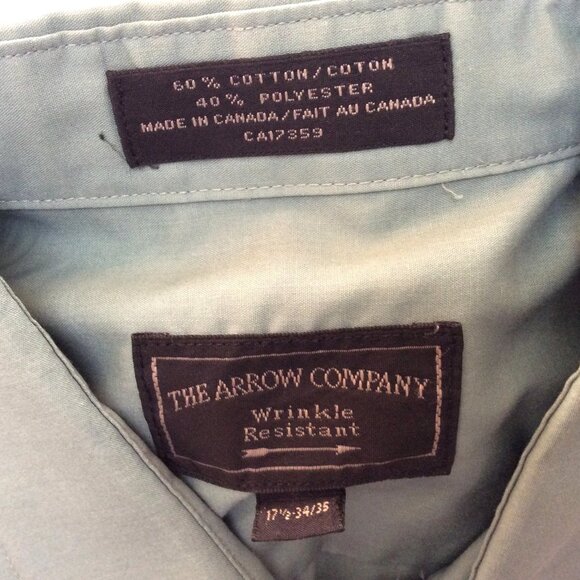 60% COTTON/COTON
40% POLYESTER
MADE IN CANADA/FAIT AU CANADA
CA17359
THE ARROW COMPANY
Wrinkle
Resistant
17½-34/35